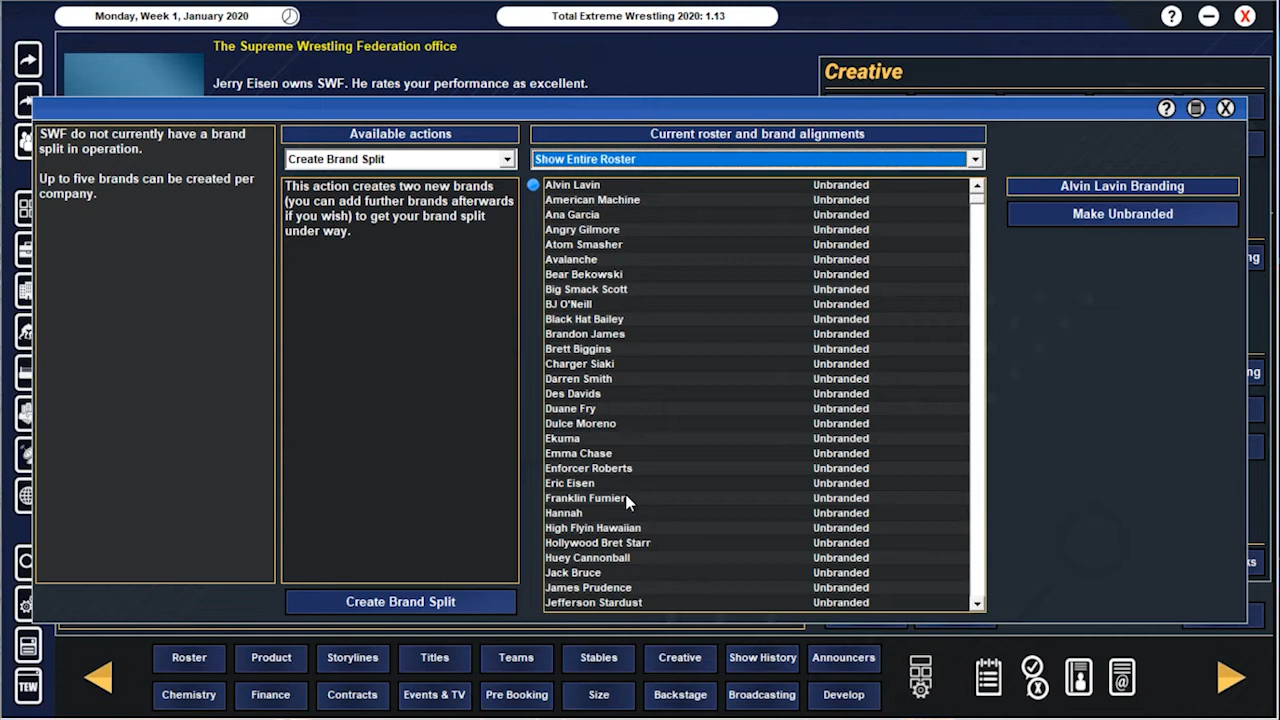 Monday, Week 1, January 2020
Total Extreme Wrestling 2020: 1.13
?
X
The Supreme Wrestling Federation office
Jerry Eisen owns SWF. He rates your performance as excellent.
Creative
?
X
SWF do not currently have a brand
split in operation.
Up to five brands can be created per
company.
Available actions
Create Brand Split
This action creates two new brands
(you can add further brands afterwards
if you wish) to get your brand split
under way.
Create Brand Split
Current roster and brand alignments
Show Entire Roster
Alvin Lavin Unbranded
American Machine Unbranded
Ana Garcia Unbranded
Angry Gilmore Unbranded
Atom Smasher Unbranded
Avalanche Unbranded
Bear Bekowski Unbranded
Big Smack Scott Unbranded
BJ O'Neill Unbranded
Black Hat Bailey Unbranded
Brandon James Unbranded
Brett Biggins Unbranded
Charger Siaki Unbranded
Darren Smith Unbranded
Des Davids Unbranded
Duane Fry Unbranded
Dulce Moreno Unbranded
Ekuma Unbranded
Emma Chase Unbranded
Enforcer Roberts Unbranded
Eric Eisen Unbranded
Franklin Fumier Unbranded
Hannah Unbranded
High Flyin Hawaiian Unbranded
Hollywood Bret Starr Unbranded
Huey Cannonball Unbranded
Jack Bruce Unbranded
James Prudence Unbranded
Jefferson Stardust Unbranded
Alvin Lavin Branding
Make Unbranded
ng
ng
ks
TEW
Roster Product Storylines Titles Teams Stables Creative Show History Announcers
Chemistry Finance Contracts Events & TV Pre Booking Size Backstage Broadcasting Develop